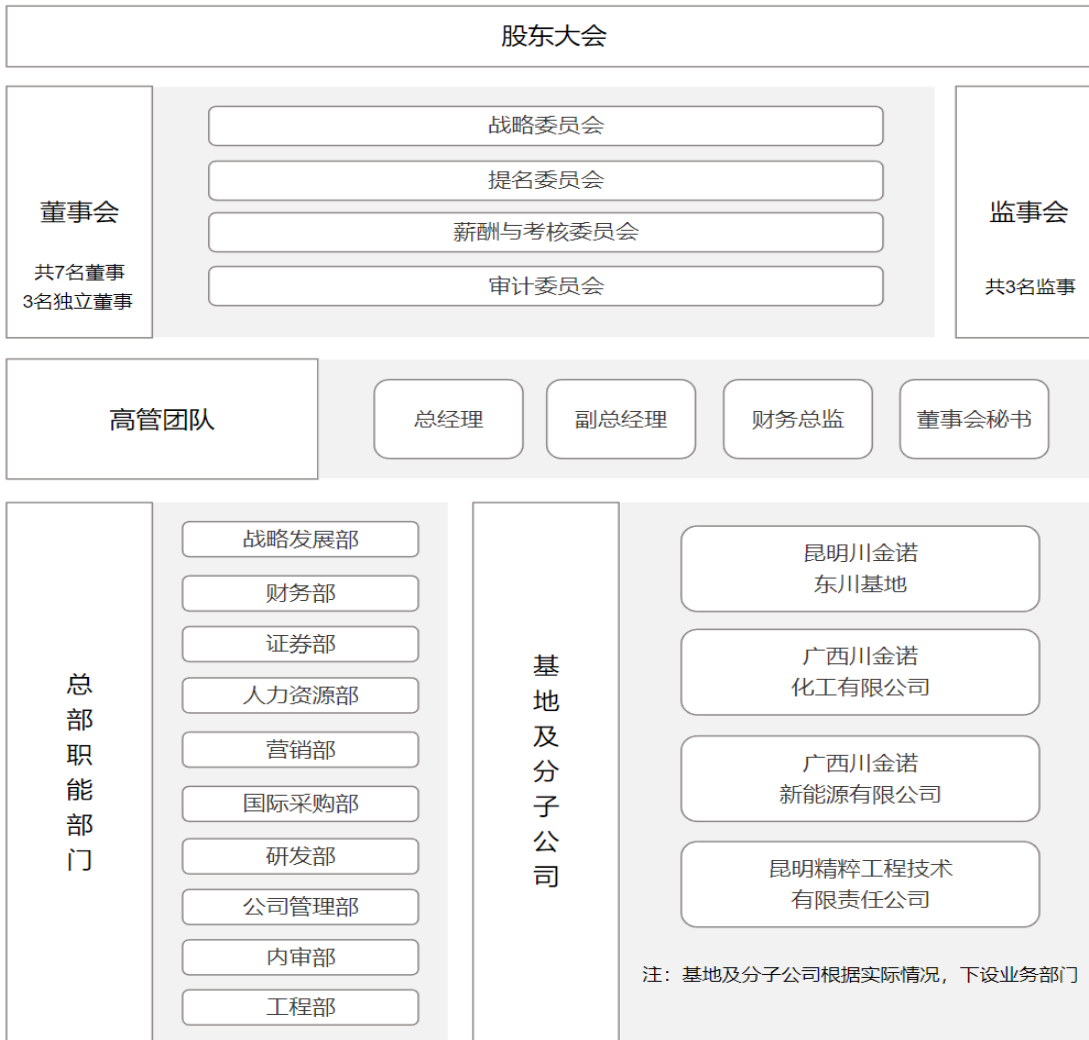 股东大会
董事会
共7名董事
3名独立董事
战略委员会
提名委员会
薪酬与考核委员会
审计委员会
监事会
共3名监事
高管团队
总经理
副总经理
财务总监
董事会秘书
总
部
职
能
部
门
战略发展部
财务部
证券部
人力资源部
营销部
国际采购部
研发部
公司管理部
内审部
工程部
基
地
及
分
子
公
司
昆明川金诺
东川基地
广西川金诺
化工有限公司
广西川金诺
新能源有限公司
昆明精粹工程技术
有限责任公司
注：基地及分子公司根据实际情况，下设业务部门